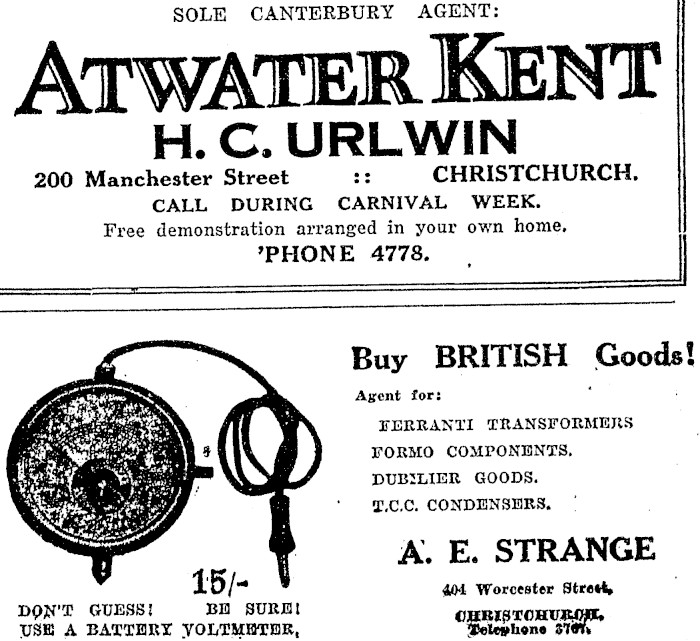 SOLE CANTERBURY AGENT:
ATWATER KENT
H. C. URLWIN
200 Manchester Street :: CHRISTCHURCH.
CALL DURING CARNIVAL WEEK.
Free demonstration arranged in your own home.
'PHONE 4778.
15/-
DON'T GUESS! BE SURE!
USE A BATTERY VOLTMETER,
Buy BRITISH Goods!
Agent for:
FERRANTI TRANSFORMERS
FORMO COMPONENTS.
DUBILIER GOODS.
T.C.C. CONDENSERS.
A. E. STRANGE
404 Worcester Street,
CHRISTCHURCH.
Telephone